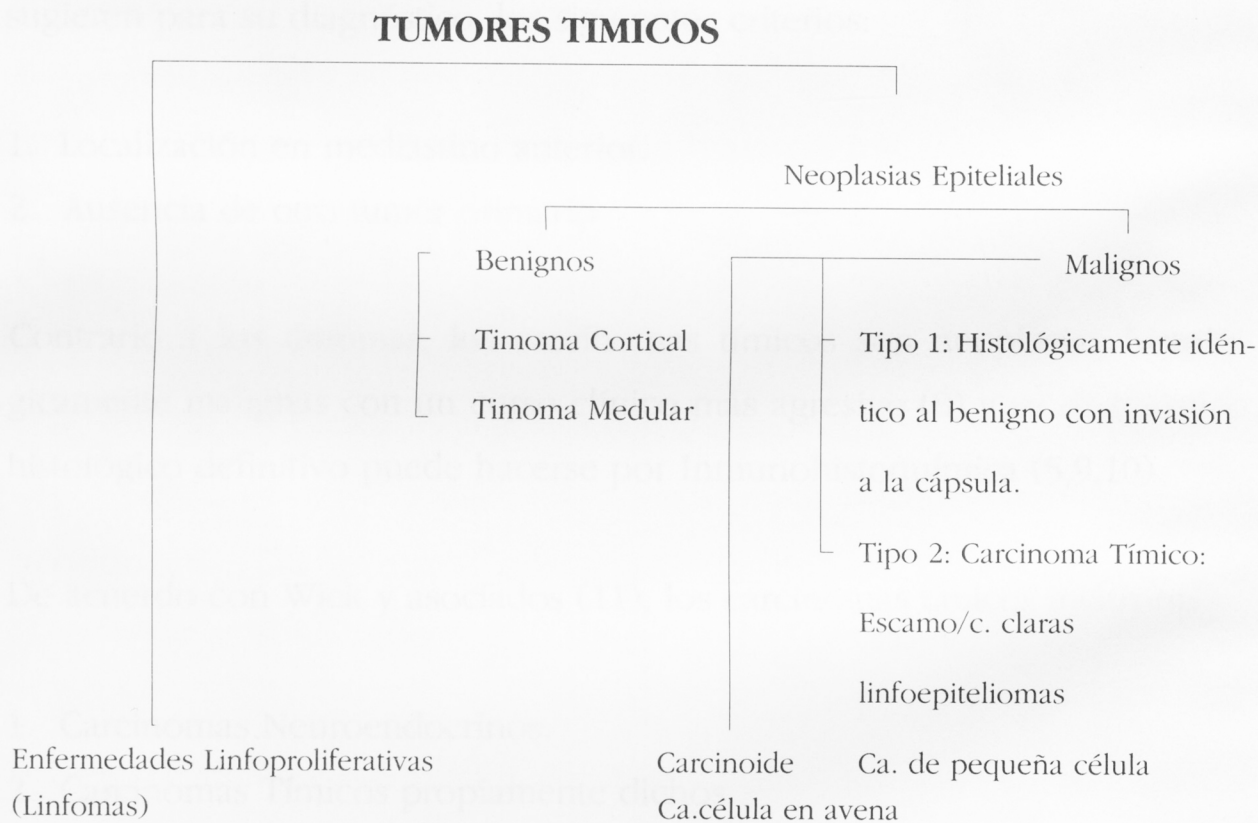 TUMORES TIMICOS
Neoplasias Epiteliales
Benignos
Timoma Cortical
Timoma Medular
Malignos
Tipo 1: Histológicamente idén-
tico al benigno con invasión
a la cápsula.
Tipo 2: Carcinoma Tímico:
Escamo/c. claras
linfoepiteliomas
Ca. de pequeña célula
Carcinoide
Ca.célula en avena
Enfermedades Linfoproliferativas
(Linfomas)